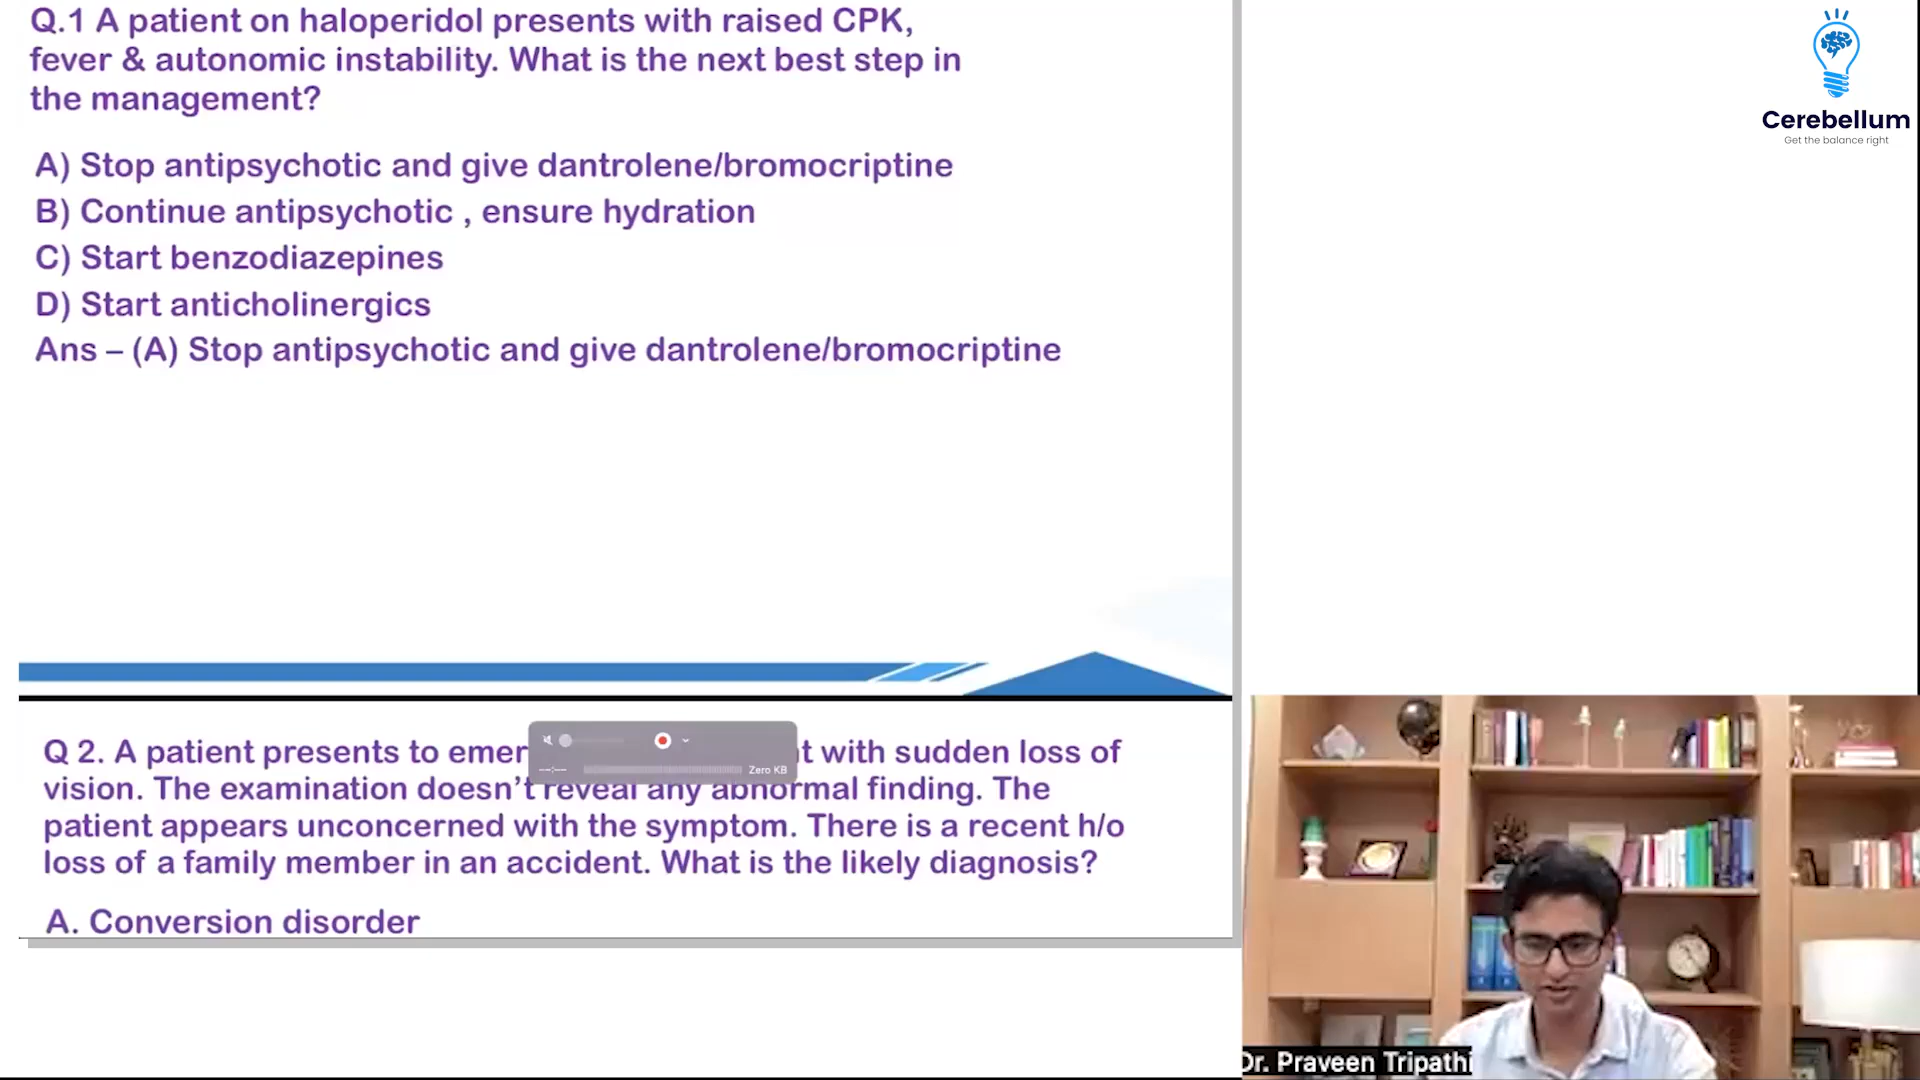 Q.1 A patient on haloperidol presents with raised CPK,
fever & autonomic instability. What is the next best step in
the management?
A) Stop antipsychotic and give dantrolene/bromocriptine
B) Continue antipsychotic , ensure hydration
C) Start benzodiazepines
D) Start anticholinergics
Ans – (A) Stop antipsychotic and give dantrolene/bromocriptine
Cerebellum
Get the balance right
Q 2. A patient presents to emer t with sudden loss of
vision. The examination doesn't reveal any abnormal finding. The
patient appears unconcerned with the symptom. There is a recent h/o
loss of a family member in an accident. What is the likely diagnosis?
A. Conversion disorder
--:--
Zero KB
Dr. Praveen Tripathi